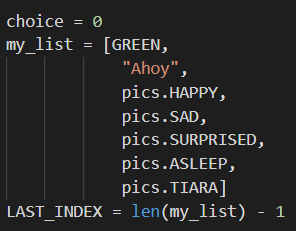 choice = 0
my_list = [GREEN,
"Ahoy",
pics.HAPPY,
pics.SAD,
pics.SURPRISED,
pics.ASLEEP,
pics.TIARA]
LAST_INDEX = len(my_list) - 1